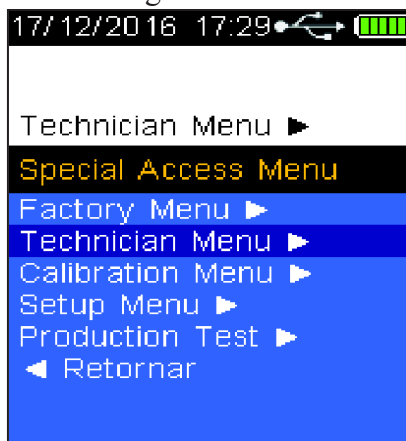 17/12/2016 17:29
Technician Menu ▶
Special Access Menu
Factory Menu ▶
Technician Menu ▶
Calibration Menu ▶
Setup Menu ▶
Production Test ▶
◀ Retornar